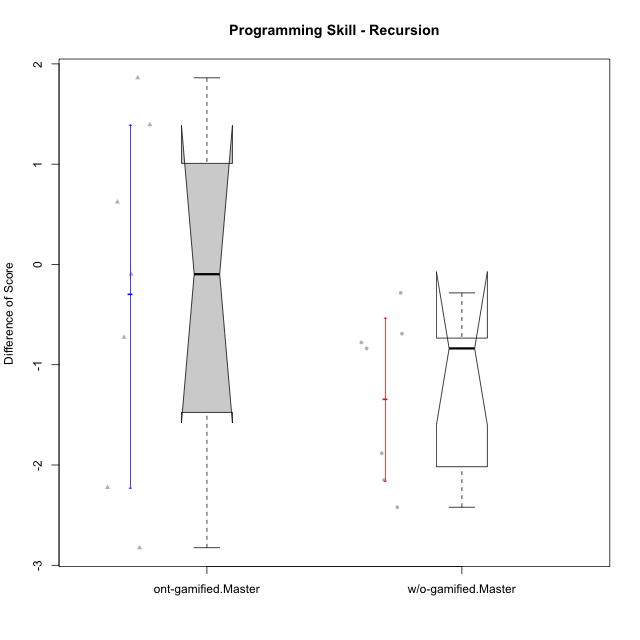 Programming Skill - Recursion
Difference of Score
2
1
0
-1
-2
-3
ont-gamified.Master
w/o-gamified.Master